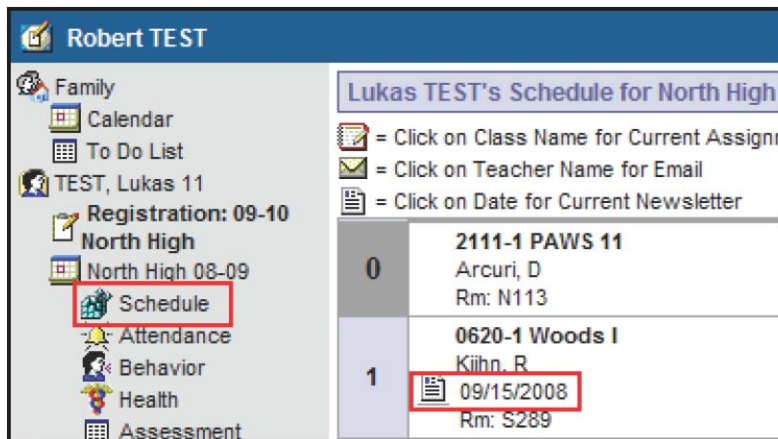 Robert TEST
Family
Calendar
To Do List
TEST, Lukas 11
Registration: 09-10
North High
North High 08-09
Schedule
Attendance
Behavior
Health
Assessment
Lukas TEST's Schedule for North High
= Click on Class Name for Current Assignm
= Click on Teacher Name for Email
= Click on Date for Current Newsletter
0
2111-1 PAWS 11
Arcuri, D
Rm: N113
1
0620-1 Woods I
Kiihn, R
09/15/2008
Rm: S289